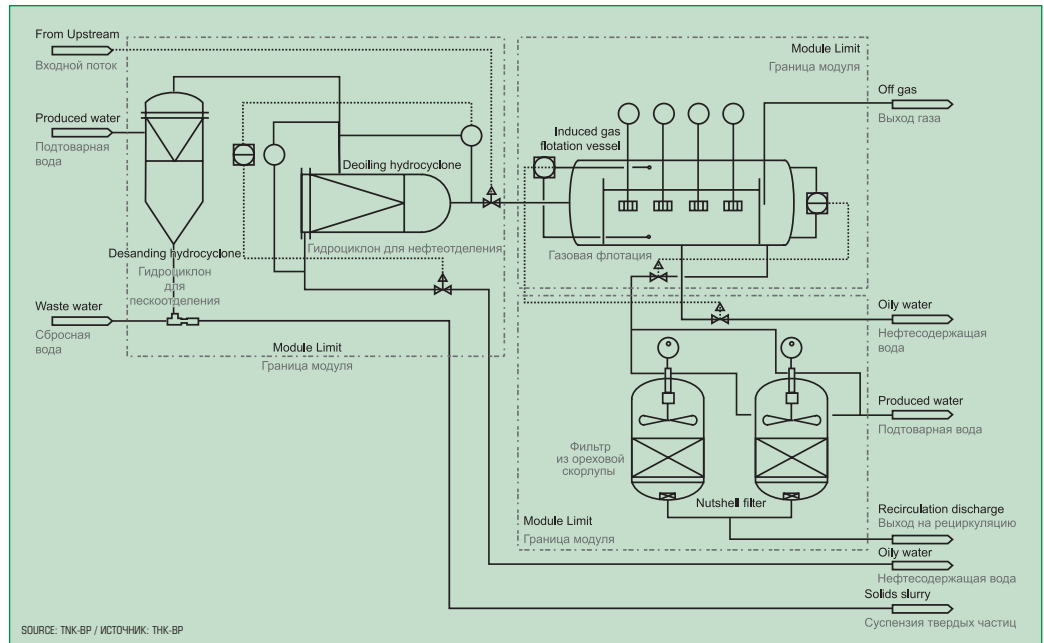 From Upstream
Входной поток
Produced water
Подтоварная
вода
Desanding hydrocyclone
Гидроциклон
для
пескоотделения
Waste water
Сбросная
вода
Deoiling hydrocyclone
Гидроциклон для нефтеотделения
Module Limit
Граница модуля
Module Limit
Граница модуля
Induced gas
flotation vessel
Газовая флотация
Off gas
Выход газа
Oily water
Нефтесодержащая
вода
Фильтр
из ореховой
скорлупы
Nutshell filter
Module Limit
Граница модуля
Produced water
Подтоварная вода
Recirculation discharge
Выход на рециркуляцию
Oily water
Нефтесодержащая вода
Solids slurry
Суспензия твердых частиц
SOURCE: TNK-BP / ИСТОЧНИК: ТНК-ВР